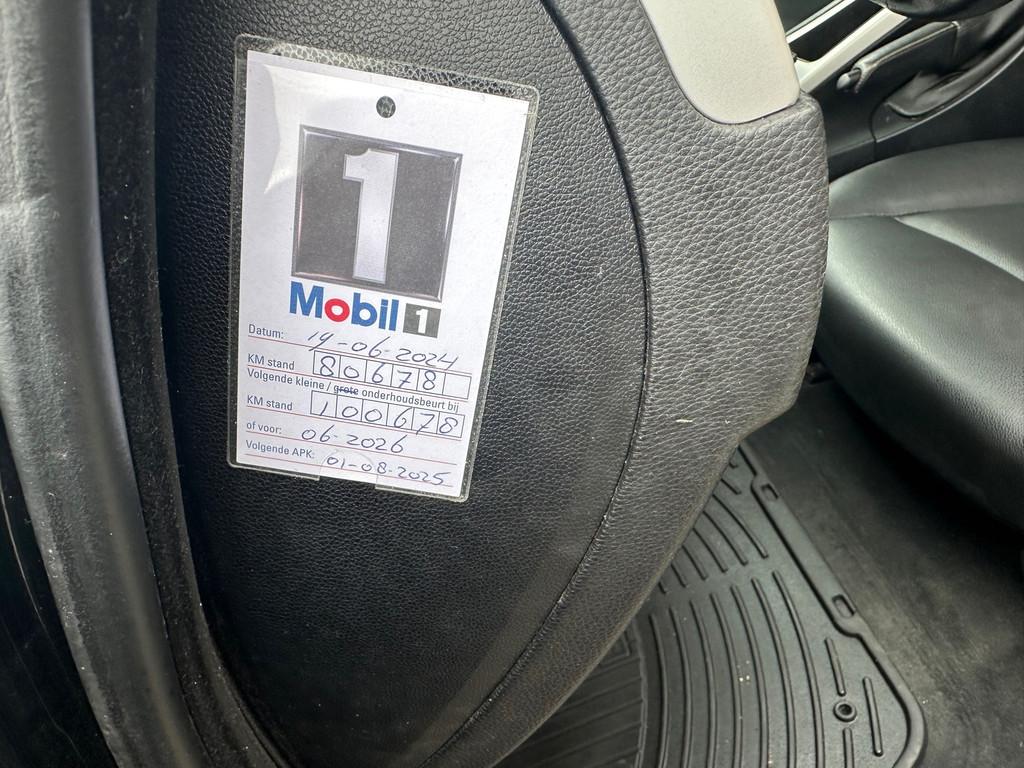 1
Mobil 1
Datum: 19-06-2024
KM stand 80678
Volgende kleine / grote onderhoudsbeurt bij
KM stand 100678
of voor: 06-2026
Volgende APK: 01-08-2025